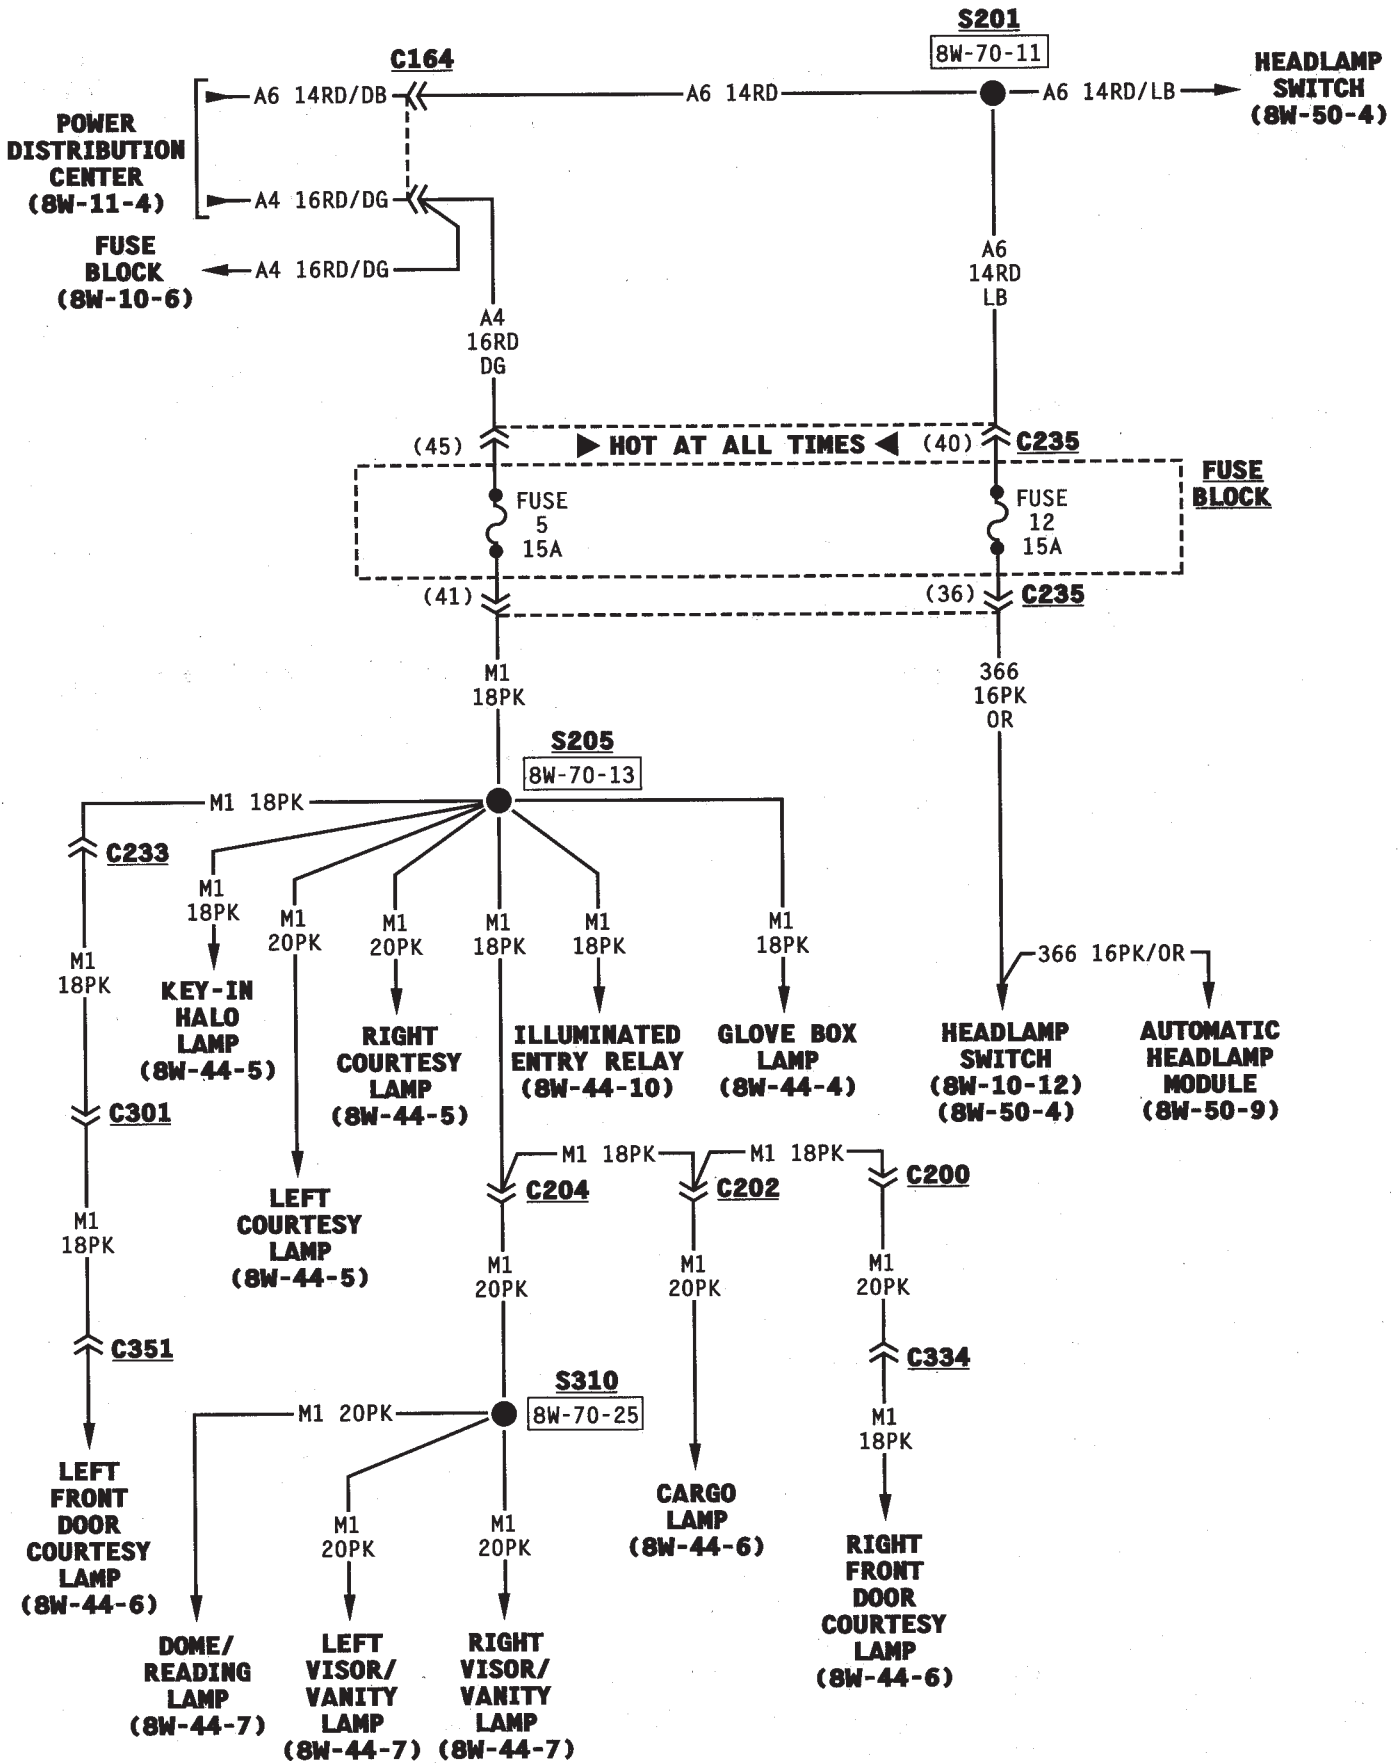 S201
8W-70-11
C164
HEADLAMP
SWITCH
(8W-50-4)
A6 14RD/DB
A6 14RD
A6 14RD/LB
POWER
DISTRIBUTION
CENTER
(8W-11-4)
A4 16RD/DG
FUSE
BLOCK
(8W-10-6)
A4 16RD/DG
A6
14RD
LB
A4
16RD
DG
(45)
HOT AT ALL TIMES
(40)
C235
FUSE
BLOCK
FUSE
5
15A
FUSE
12
15A
(41)
(36)
C235
M1
18PK
366
16PK
OR
S205
8W-70-13
M1 18PK
C233
M1
18PK
M1
20PK
M1
20PK
M1
18PK
M1
18PK
M1
18PK
M1
18PK
366 16PK/OR
KEY-IN
HALO
LAMP
(8W-44-5)
RIGHT
COURTESY
LAMP
(8W-44-5)
ILLUMINATED
ENTRY RELAY
(8W-44-10)
GLOVE BOX
LAMP
(8W-44-4)
HEADLAMP
SWITCH
(8W-10-12)
(8W-50-4)
AUTOMATIC
HEADLAMP
MODULE
(8W-50-9)
C301
M1 18PK
M1 18PK
C204
C202
C200
LEFT
COURTESY
LAMP
(8W-44-5)
M1
18PK
M1
20PK
M1
20PK
M1
20PK
C351
C334
S310
8W-70-25
M1 20PK
M1
18PK
LEFT
FRONT
DOOR
COURTESY
LAMP
(8W-44-6)
M1
20PK
M1
20PK
CARGO
LAMP
(8W-44-6)
RIGHT
FRONT
DOOR
COURTESY
LAMP
(8W-44-6)
DOME/
READING
LAMP
(8W-44-7)
LEFT
VISOR/
VANITY
LAMP
(8W-44-7)
RIGHT
VISOR/
VANITY
LAMP
(8W-44-7)